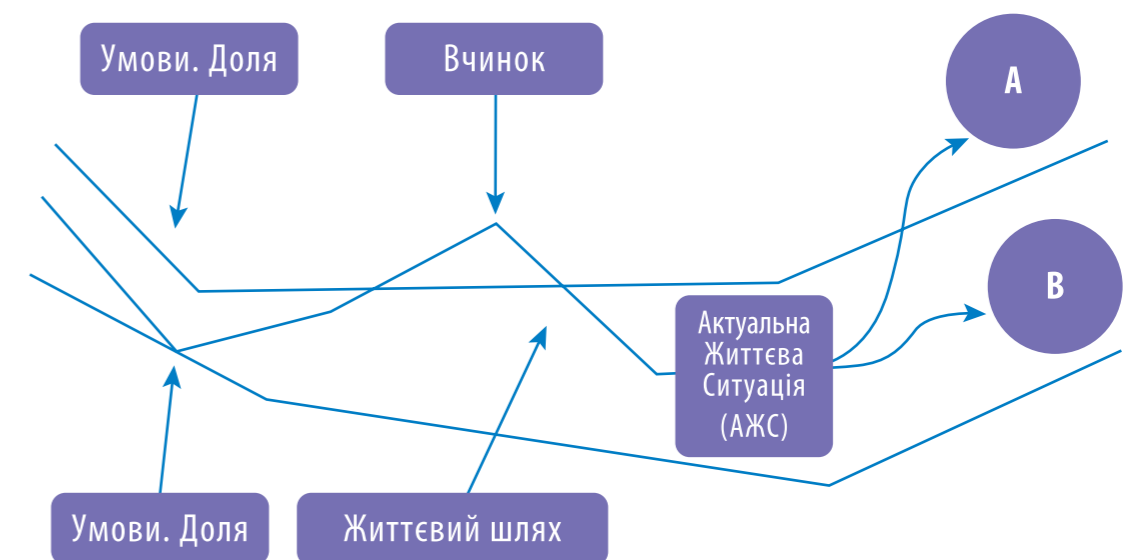 Умови. Доля
Вчинок
А
В
Актуальна
Життєва
Ситуація
(АЖС)
Умови. Доля
Життєвий шлях